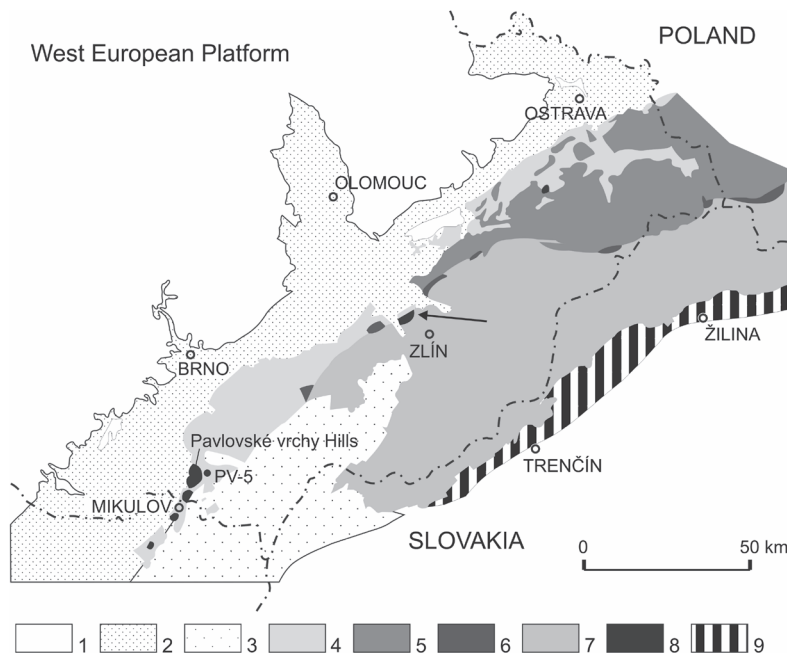 POLAND
West European Platform
OSTRAVA
OLOMOUC
ŽILINA
ZLÍN
BRNO
Pavlovské vrchy Hills
TRENČÍN
PV-5
MIKULOV
SLOVAKIA
0 50 km
1 2 3 4 5 6 7 8 9